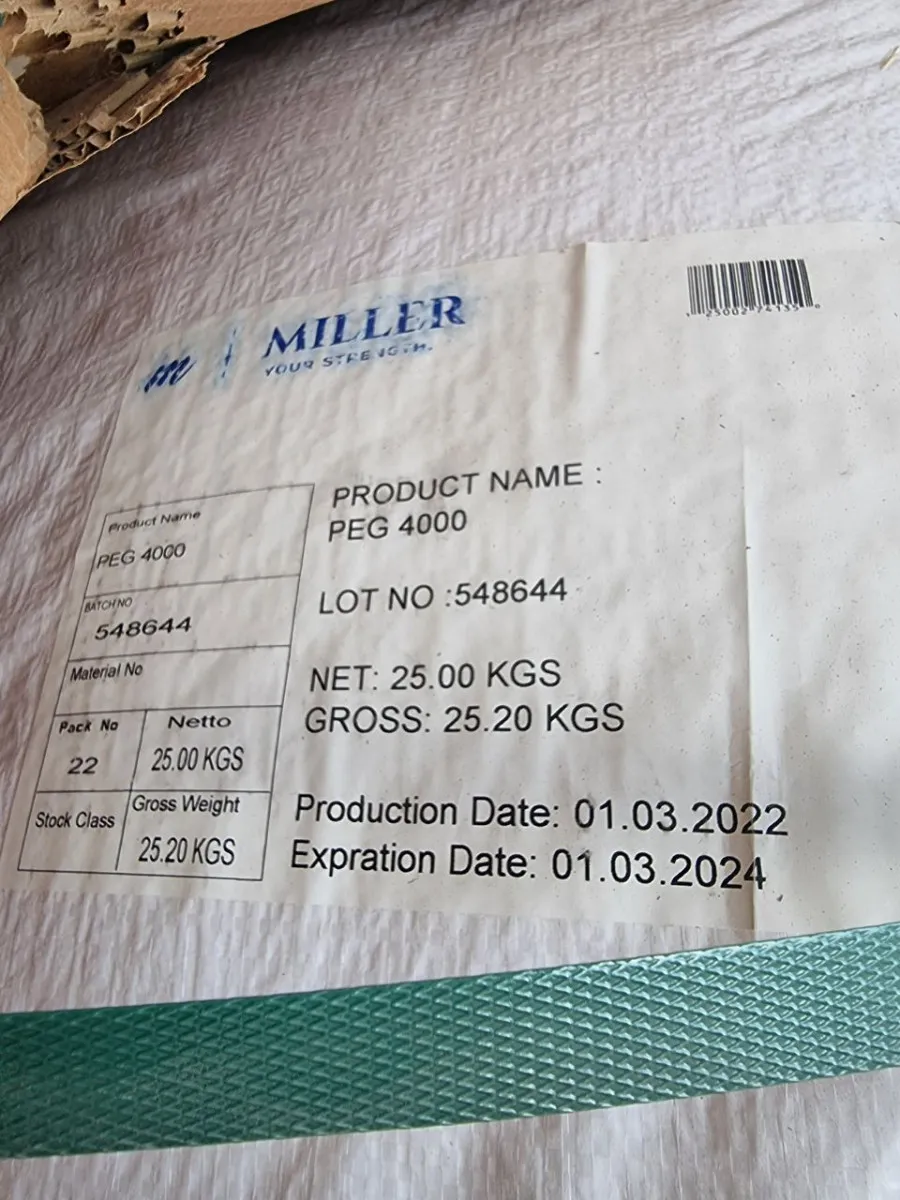 MILLER
YOUR STRENGTH.
Product Name
PEG 4000
BATCH NO
548644
Material No
Pack No
22
Netto
25.00 KGS
Stock Class
Gross Weight
25.20 KGS
PRODUCT NAME :
PEG 4000
LOT NO :548644
NET: 25.00 KGS
GROSS: 25.20 KGS
Production Date: 01.03.2022
Expration Date: 01.03.2024